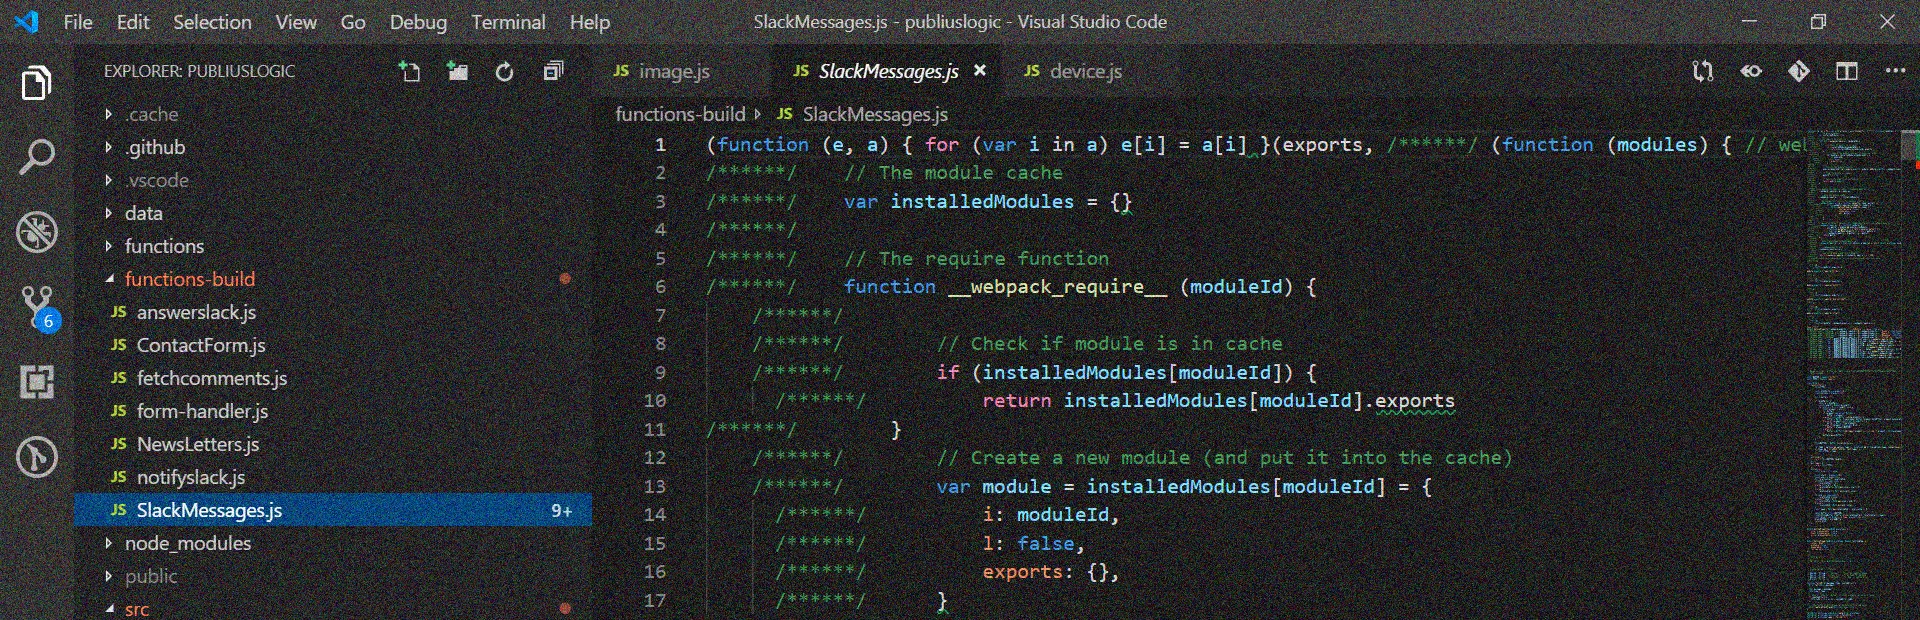 File Edit Selection View Go Debug Terminal Help SlackMessages.js - publiuslogic - Visual Studio Code
EXPLORER: PUBLIUSLOGIC
JS image.js JS SlackMessages.js × JS device.js
.cache
.github
.vscode
data
functions
functions-build
JS answerslack.js
JS ContactForm.js
JS fetchcomments.js
JS form-handler.js
JS NewsLetters.js
JS notifyslack.js
JS SlackMessages.js 9+
node_modules
public
src
6
functions-build JS SlackMessages.js
1 (function (e, a) { for (var i in a) e[i] = a[i] }(exports, /******/ (function (modules) { // we
2 /******/ // The module cache
3 /******/ var installedModules = {}
4 /******/
5 /******/ // The require function
6 /******/ function __webpack_require__ (moduleId) {
7 /******/
8 /******/ // Check if module is in cache
9 /******/ if (installedModules[moduleId]) {
10 /******/ return installedModules[moduleId].exports
11 /******/ }
12 /******/ // Create a new module (and put it into the cache)
13 /******/ var module = installedModules[moduleId] = {
14 /******/ i: moduleId,
15 /******/ l: false,
16 /******/ exports: {},
17 /******/ }